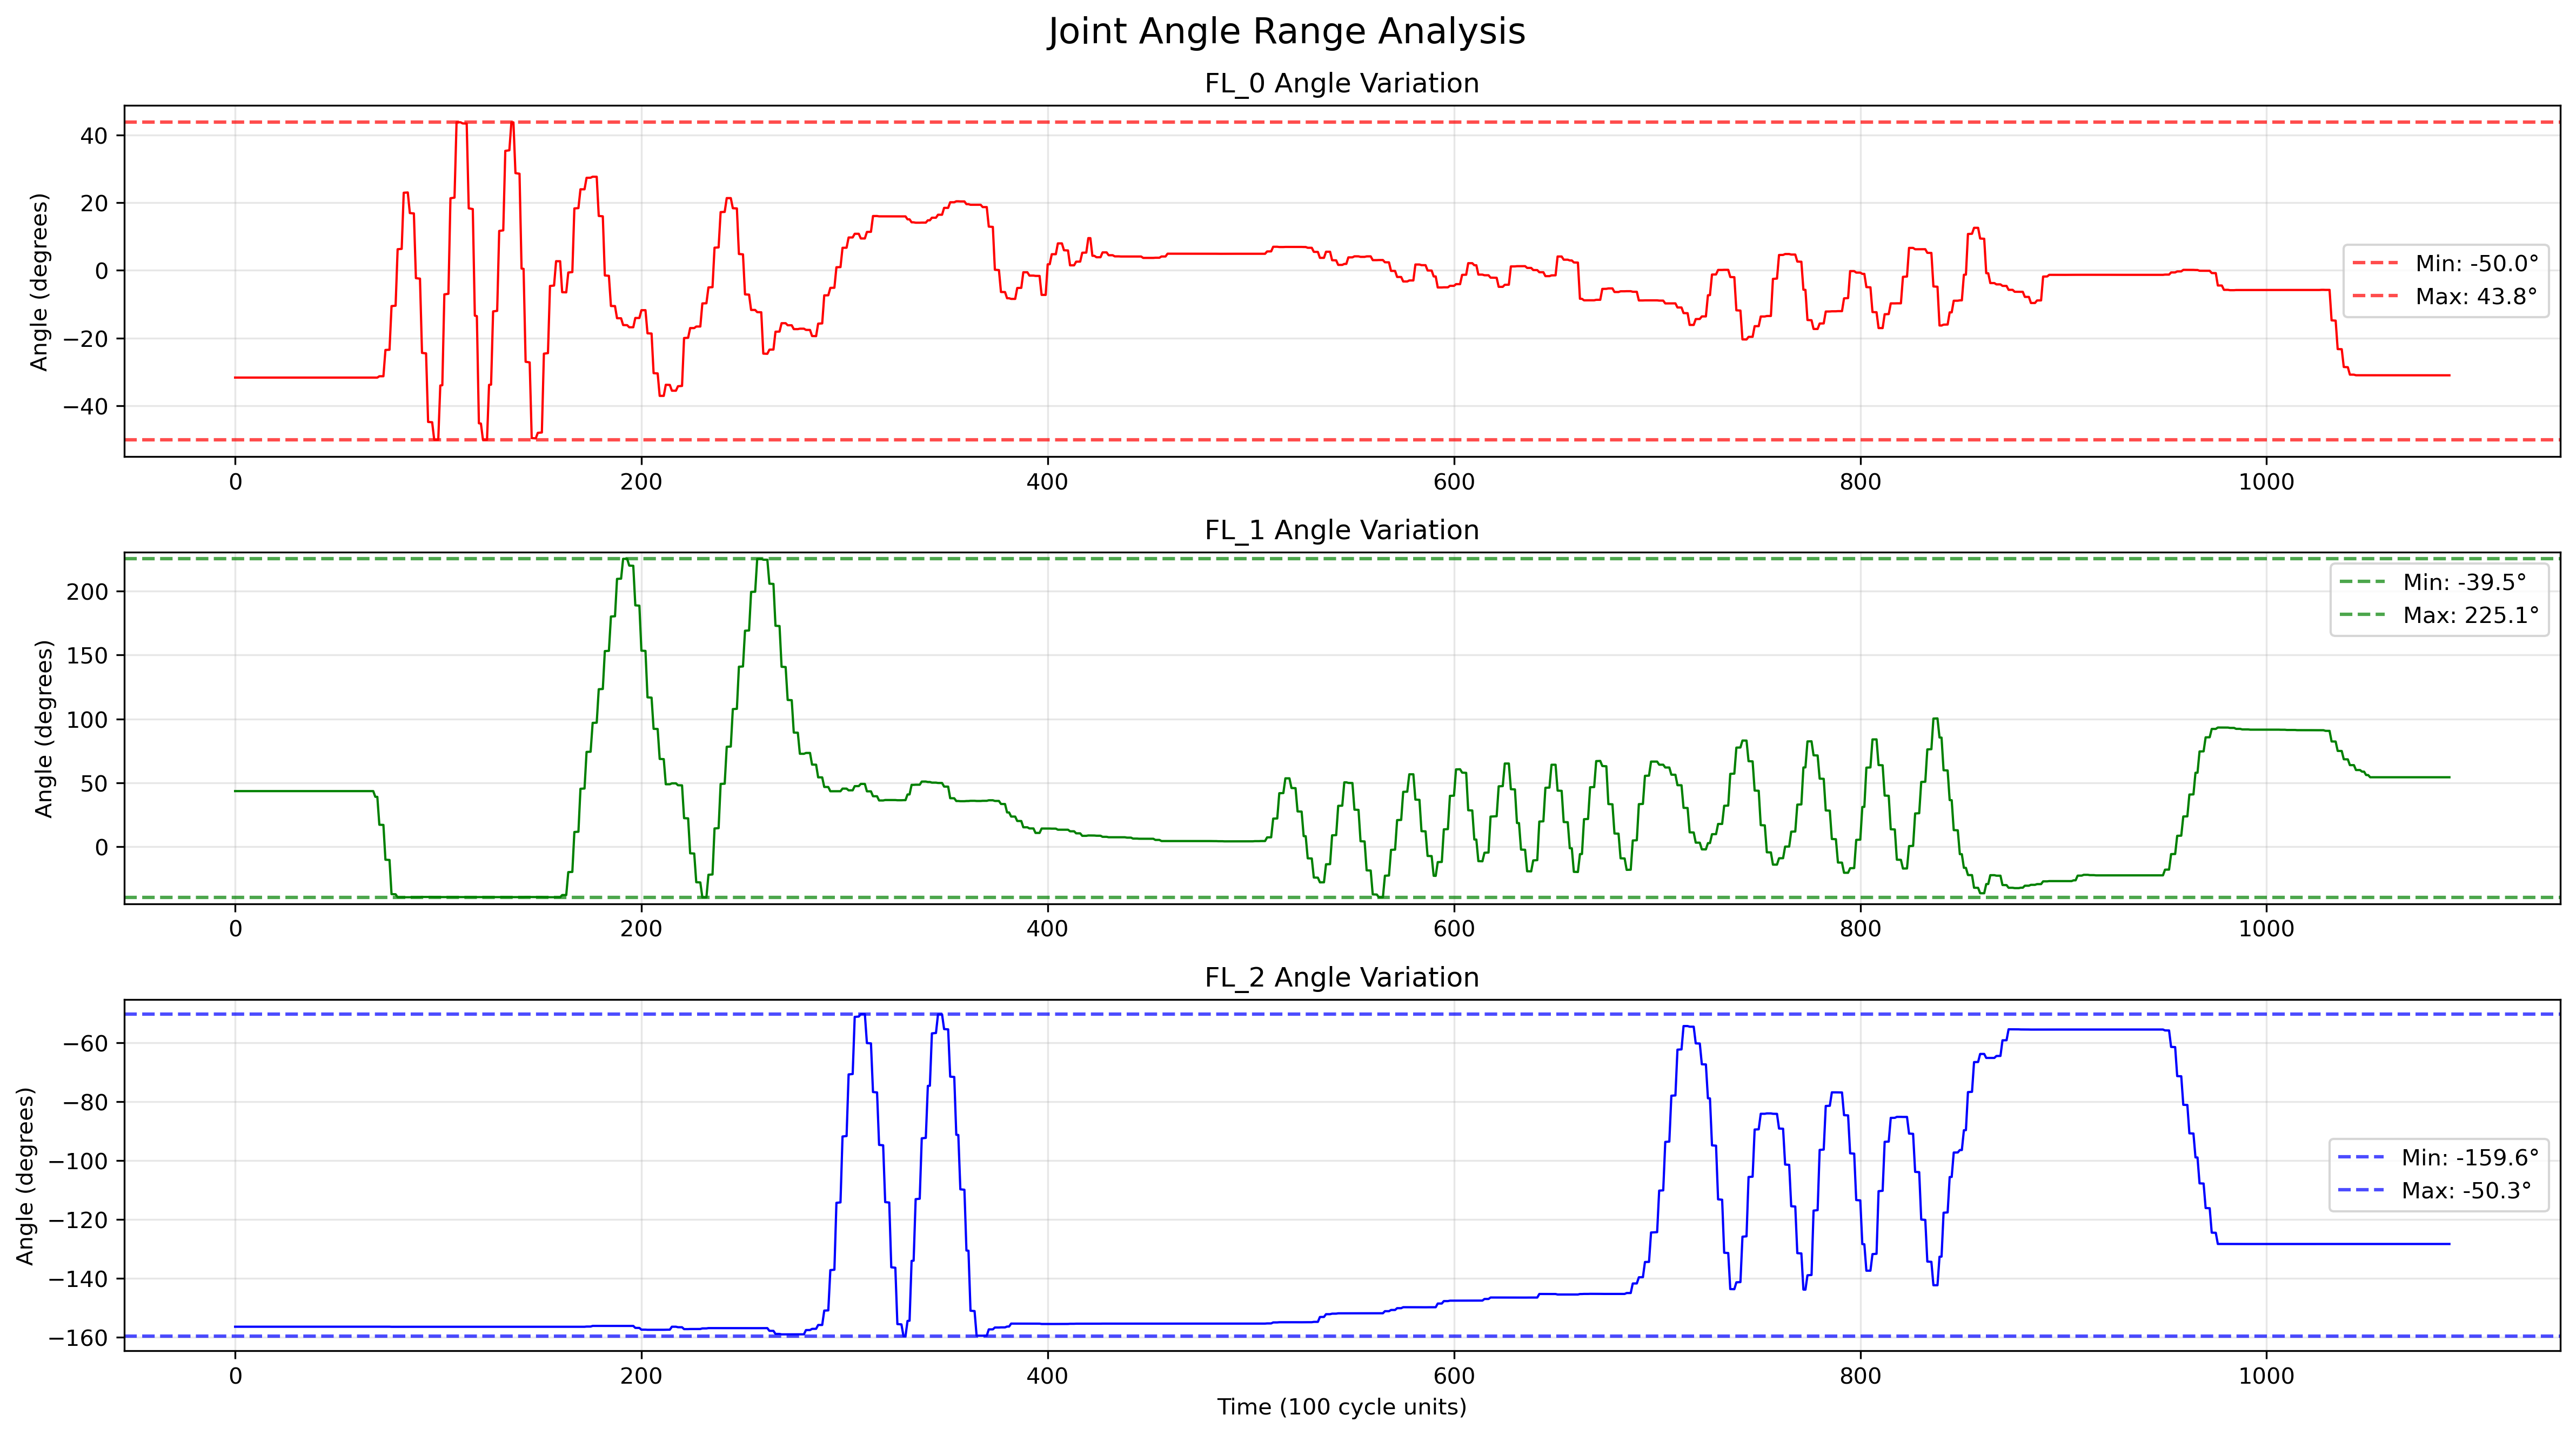 Joint Angle Range Analysis
FL_0 Angle Variation
Angle (degrees)
40
20
0
−20
−40
Min: -50.0°
Max: 43.8°
0 200 400 600 800 1000
FL_1 Angle Variation
Angle (degrees)
200
150
100
50
0
Min: -39.5°
Max: 225.1°
0 200 400 600 800 1000
FL_2 Angle Variation
Angle (degrees)
−60
−80
−100
−120
−140
−160
Min: -159.6°
Max: -50.3°
0 200 400 600 800 1000
Time (100 cycle units)